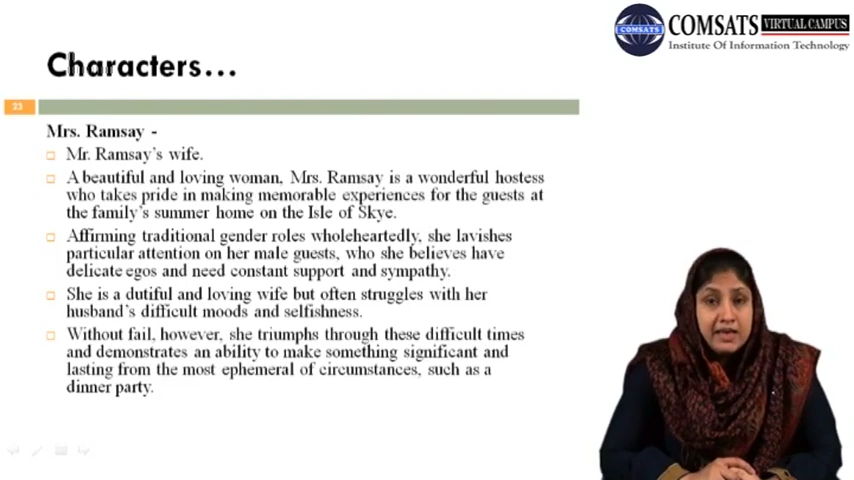 COMSATS
COMSATS VIRTUAL CAMPUS
Institute Of Information Technology
Characters...
23
Mrs. Ramsay -
Mr. Ramsay's wife.
A beautiful and loving woman, Mrs. Ramsay is a wonderful hostess
who takes pride in making memorable experiences for the guests at
the family's summer home on the Isle of Skye.
Affirming traditional gender roles wholeheartedly, she lavishes
particular attention on her male guests, who she believes have
delicate egos and need constant support and sympathy.
She is a dutiful and loving wife but often struggles with her
husband's difficult moods and selfishness.
Without fail, however, she triumphs through these difficult times
and demonstrates an ability to make something significant and
lasting from the most ephemeral of circumstances, such as a
dinner party.